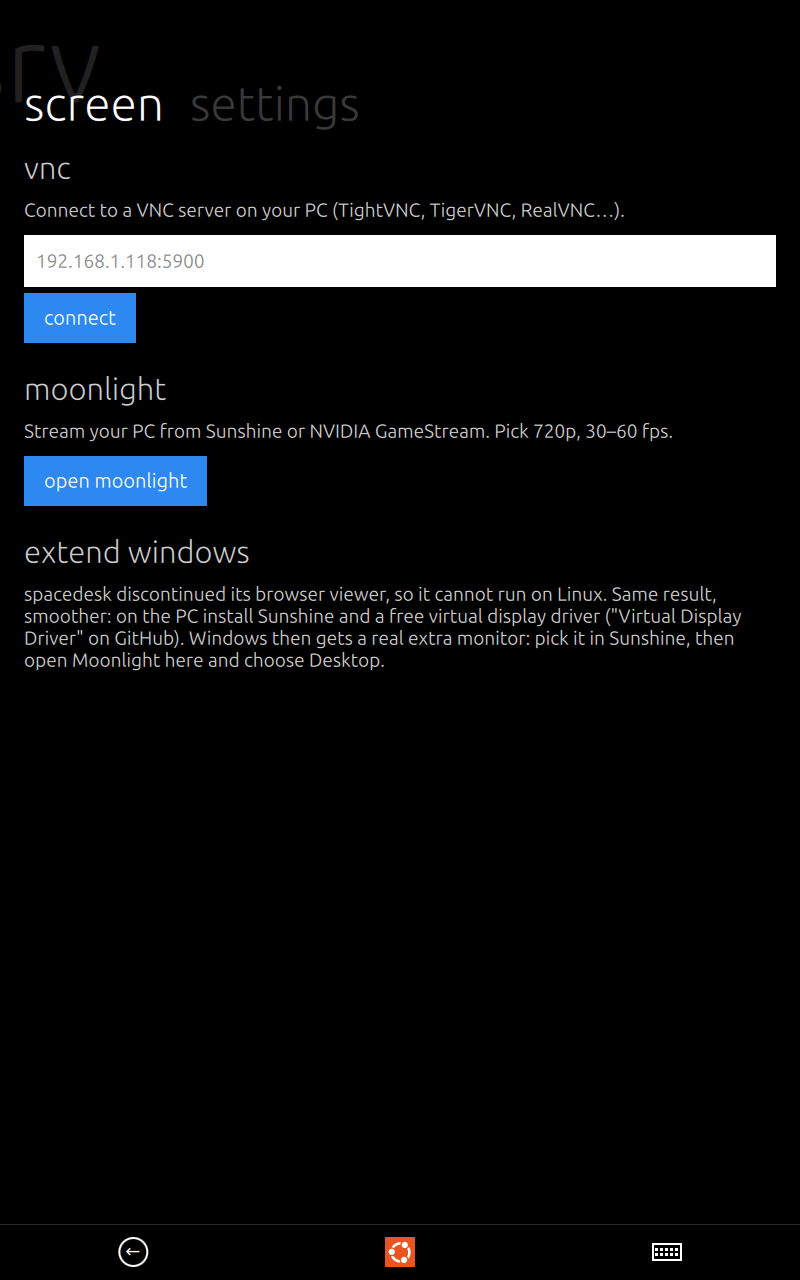 rv
screen settings
vnc
Connect to a VNC server on your PC (TightVNC, TigerVNC, RealVNC…).
192.168.1.118:5900
connect
moonlight
Stream your PC from Sunshine or NVIDIA GameStream. Pick 720p, 30–60 fps.
open moonlight
extend windows
spacedesk discontinued its browser viewer, so it cannot run on Linux. Same result,
smoother: on the PC install Sunshine and a free virtual display driver ("Virtual Display
Driver" on GitHub). Windows then gets a real extra monitor: pick it in Sunshine, then
open Moonlight here and choose Desktop.